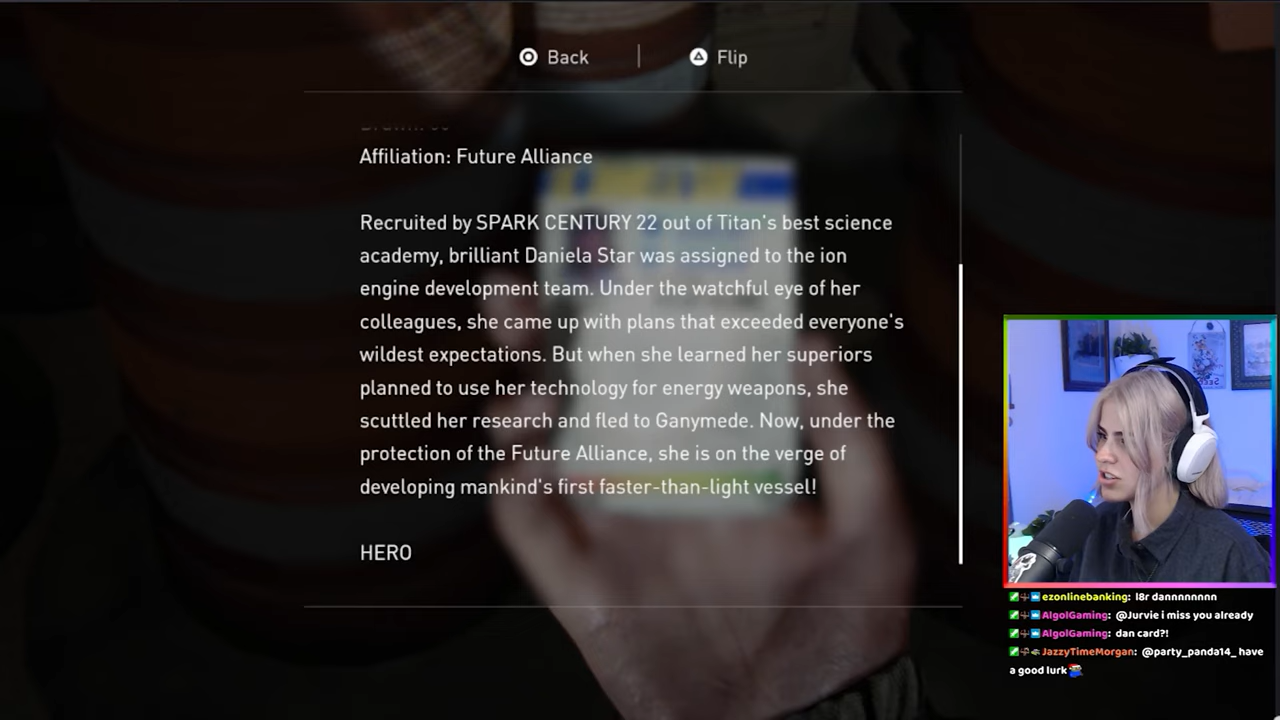 Back | Flip
Affiliation: Future Alliance
Recruited by SPARK CENTURY 22 out of Titan's best science
academy, brilliant Daniela Star was assigned to the ion
engine development team. Under the watchful eye of her
colleagues, she came up with plans that exceeded everyone's
wildest expectations. But when she learned her superiors
planned to use her technology for energy weapons, she
scuttled her research and fled to Ganymede. Now, under the
protection of the Future Alliance, she is on the verge of
developing mankind's first faster-than-light vessel!
HERO
ezonlinebanking: l8r dannnnnnnn
AlgolGaming: @Jurvie i miss you already
AlgolGaming: dan card?!
JazzyTimeMorgan: @party_panda14_ have
a good lurk